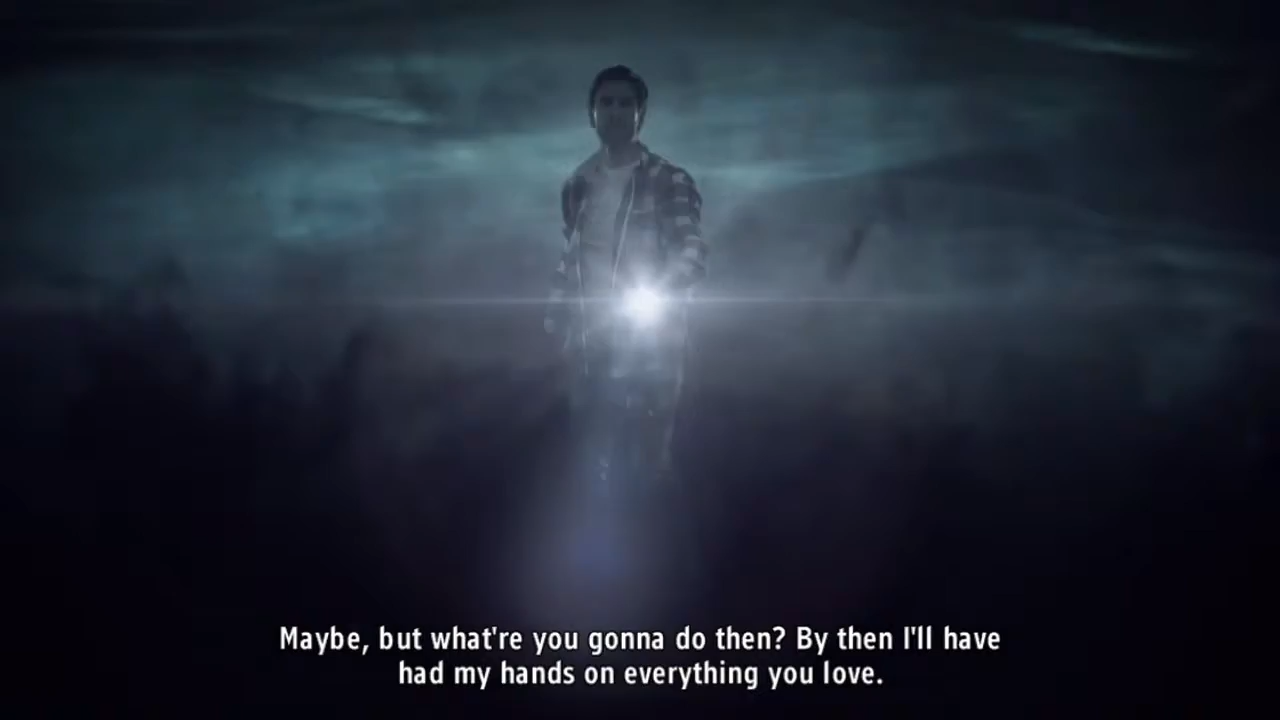 Maybe, but what're you gonna do then? By then I'll have
had my hands on everything you love.